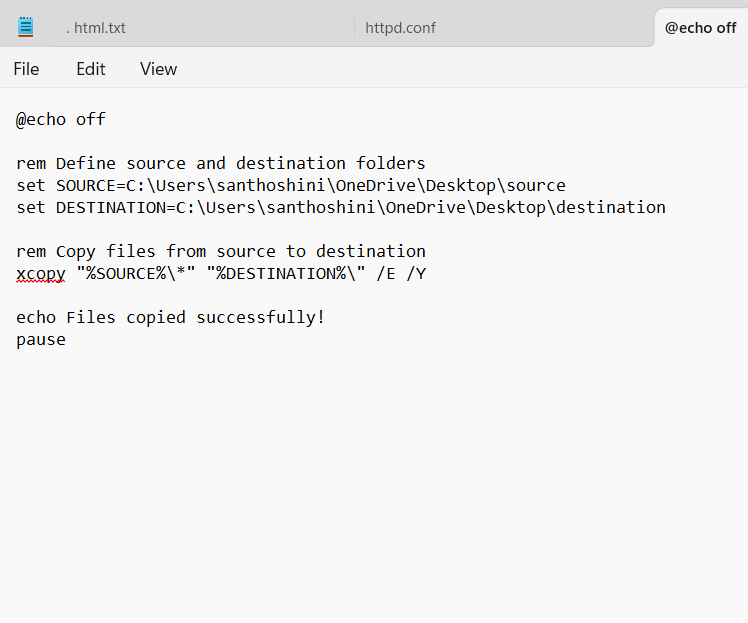 . html.txt
httpd.conf
@echo off
File
Edit
View
@echo off
rem Define source and destination folders
set SOURCE=C:\Users\santhoshini\OneDrive\Desktop\source
set DESTINATION=C:\Users\santhoshini\OneDrive\Desktop\destination
rem Copy files from source to destination
xcopy "%SOURCE%\*" "%DESTINATION%\" /E /Y
echo Files copied successfully!
pause